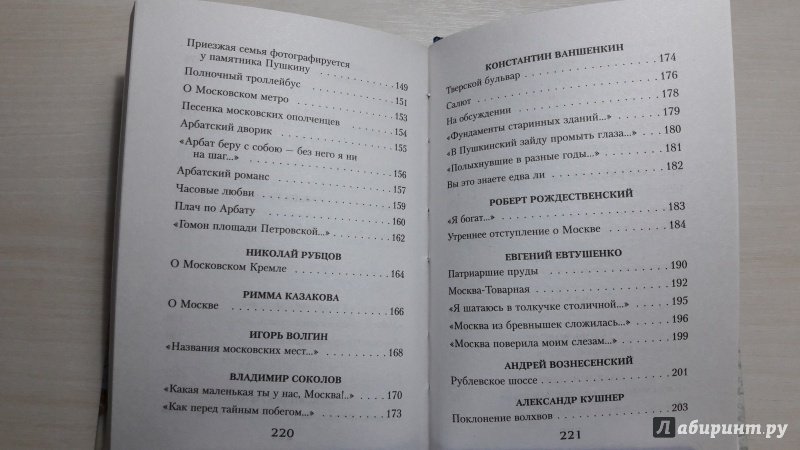 Приезжая семья фотографируется
у памятника Пушкину . . . . . . . . . . . . . 149
Полночный троллейбус . . . . . . . . . . . . 151
О Московском метро . . . . . . . . . . . . . 153
Песенка московских ополченцев . . . . . . . 154
Арбатский дворик . . . . . . . . . . . . . . 155
«Арбат беру с собою — без него я ни
на шаг...» . . . . . . . . . . . . . . . . . 156
Арбатский романс . . . . . . . . . . . . . . 157
Часовые любви . . . . . . . . . . . . . . . 159
Плач по Арбату . . . . . . . . . . . . . . . 160
«Гомон площади Петровской...» . . . . . . . 162
НИКОЛАЙ РУБЦОВ
О Московском Кремле . . . . . . . . . . . . 164
РИММА КАЗАКОВА
О Москве . . . . . . . . . . . . . . . . . . 166
ИГОРЬ ВОЛГИН
«Названия московских мест...» . . . . . . . 168
ВЛАДИМИР СОКОЛОВ
«Какая маленькая ты у нас, Москва!..» . . . 170
«Как перед тайным побегом...» . . . . . . . 173
220
КОНСТАНТИН ВАНШЕНКИН
Тверской бульвар . . . . . . . . . . . . . . 174
Салют . . . . . . . . . . . . . . . . . . . 176
На обсуждении . . . . . . . . . . . . . . . 178
«Фундаменты старинных зданий...» . . . . . . 179
«В Пушкинский зайду промыть глаза...» . . . 180
«Полыхнувшие в разные годы...» . . . . . . . 181
Вы это знаете едва ли . . . . . . . . . . . 182
РОБЕРТ РОЖДЕСТВЕНСКИЙ
«Я богат...» . . . . . . . . . . . . . . . . 183
Утреннее отступление о Москве . . . . . . . 184
ЕВГЕНИЙ ЕВТУШЕНКО
Патриаршие пруды . . . . . . . . . . . . . . 190
Москва-Товарная . . . . . . . . . . . . . . 192
«Я шатаюсь в толкучке столичной...» . . . . 195
«Москва из бревнышек сложилась...» . . . . . 196
«Москва поверила моим слезам...» . . . . . . 199
АНДРЕЙ ВОЗНЕСЕНСКИЙ
Рублевское шоссе . . . . . . . . . . . . . . 201
АЛЕКСАНДР КУШНЕР
Поклонение волхвов . . . . . . . . . . . . . 203
221
Лабиринт.ру